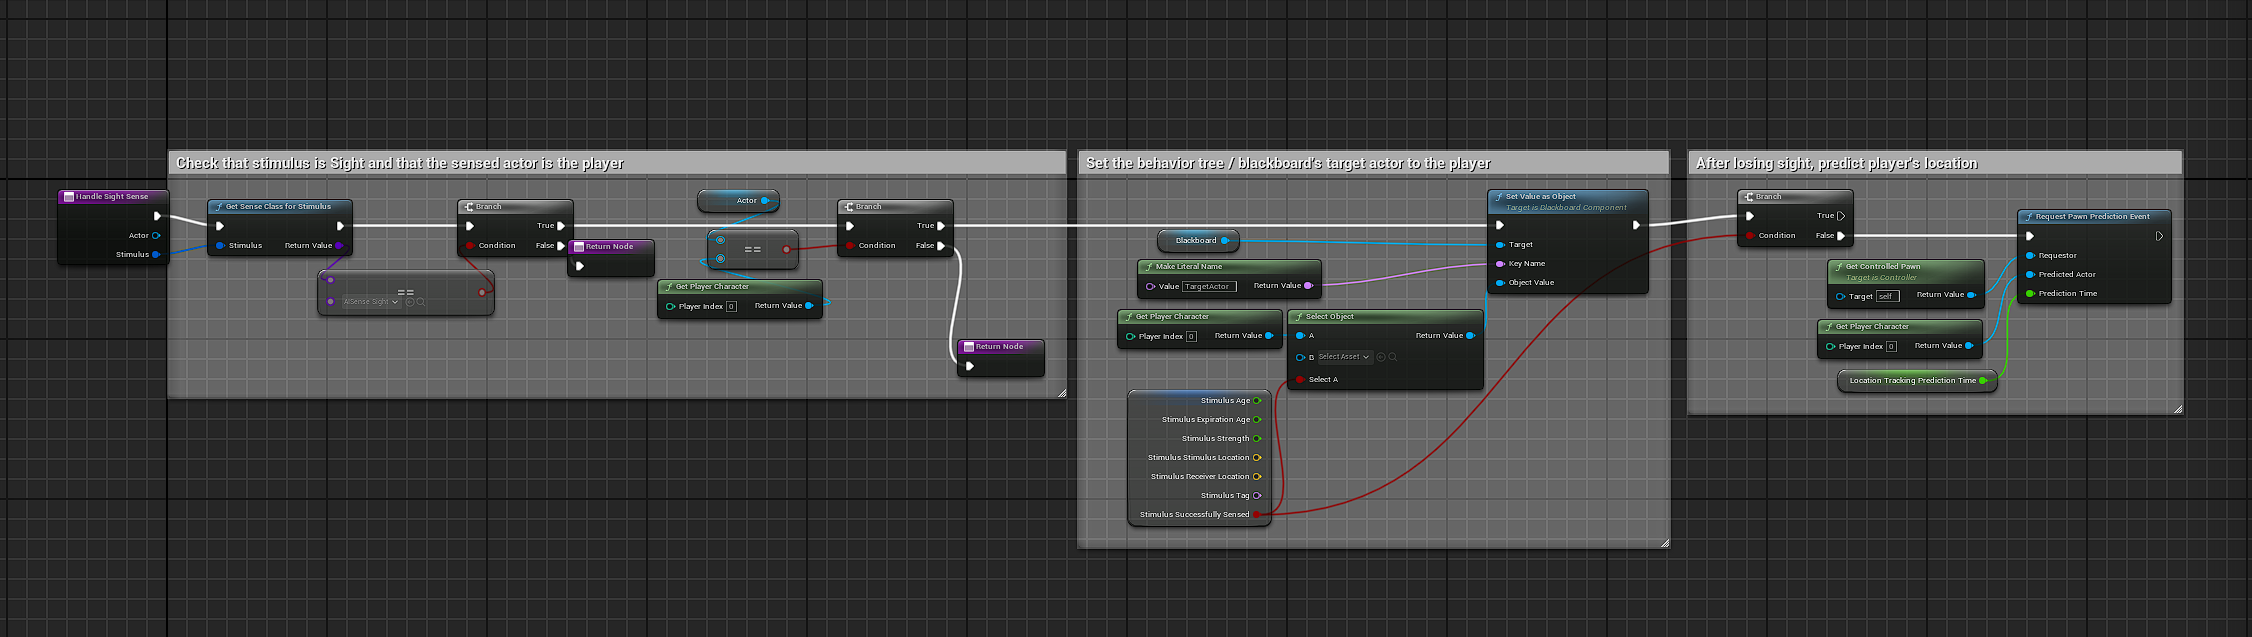 Check that stimulus is Sight and that the sensed actor is the player
Handle Sight Sense
Actor
Stimulus
Get Sense Class for Stimulus
Stimulus
Return Value
==
AISense Sight
Branch
True
Condition
False
Return Node
Actor
==
Get Player Character
Player Index 0
Return Value
Branch
True
Condition
False
Return Node
Set the behavior tree / blackboard's target actor to the player
Blackboard
Make Literal Name
Value TargetActor
Return Value
Get Player Character
Player Index 0
Return Value
Select Object
A
Return Value
B Select Asset
Select A
Stimulus Age
Stimulus Expiration Age
Stimulus Strength
Stimulus Stimulus Location
Stimulus Receiver Location
Stimulus Tag
Stimulus Successfully Sensed
Set Value as Object
Target is Blackboard Component
Target
Key Name
Object Value
After losing sight, predict player's location
Branch
True
Condition
False
Get Controlled Pawn
Target is Controller
Target self
Return Value
Get Player Character
Player Index 0
Return Value
Location Tracking Prediction Time
Request Pawn Prediction Event
Requestor
Predicted Actor
Prediction Time